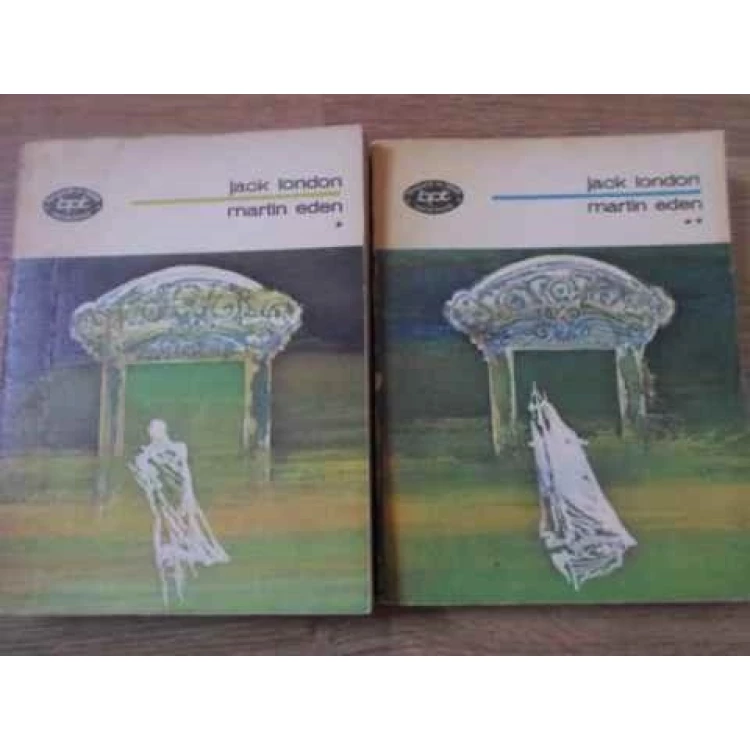 jack london
martin eden
*
bpt
jack london
martin eden
**
bpt